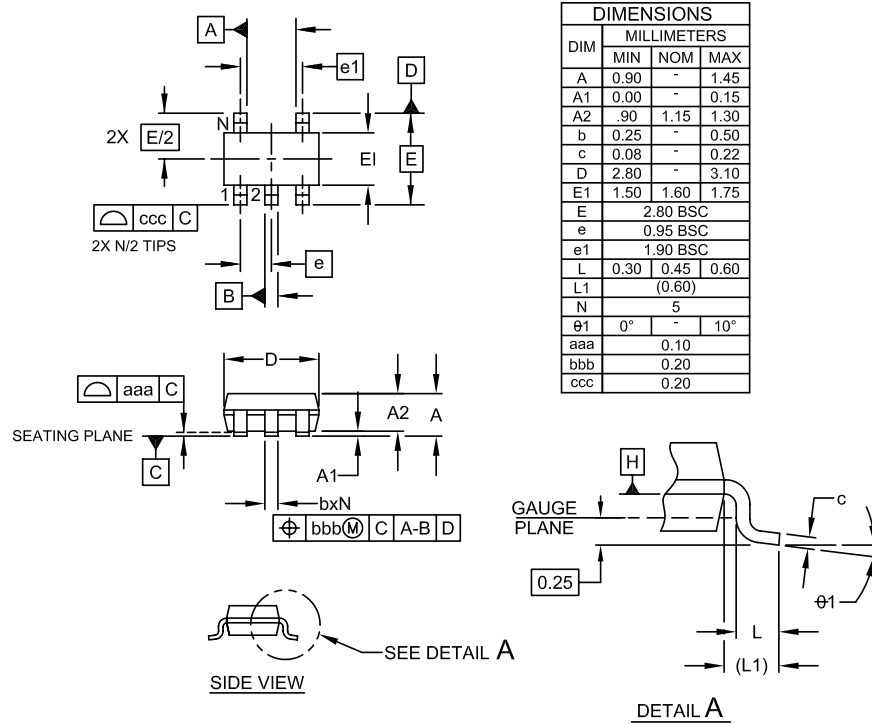 A
e1
D
N
2X E/2
EI
E
1 2
⌓ ccc C
2X N/2 TIPS
e
B
D
⌓ aaa C
A2
A
SEATING PLANE
C
A1
bxN
⌖ bbbⓂ C A-B D
SEE DETAIL A
SIDE VIEW
DIMENSIONS
DIM MILLIMETERS
MIN NOM MAX
A 0.90 - 1.45
A1 0.00 - 0.15
A2 .90 1.15 1.30
b 0.25 - 0.50
c 0.08 - 0.22
D 2.80 - 3.10
E1 1.50 1.60 1.75
E 2.80 BSC
e 0.95 BSC
e1 1.90 BSC
L 0.30 0.45 0.60
L1 (0.60)
N 5
θ1 0° - 10°
aaa 0.10
bbb 0.20
ccc 0.20
H
c
GAUGE
PLANE
0.25
θ1
L
(L1)
DETAIL A